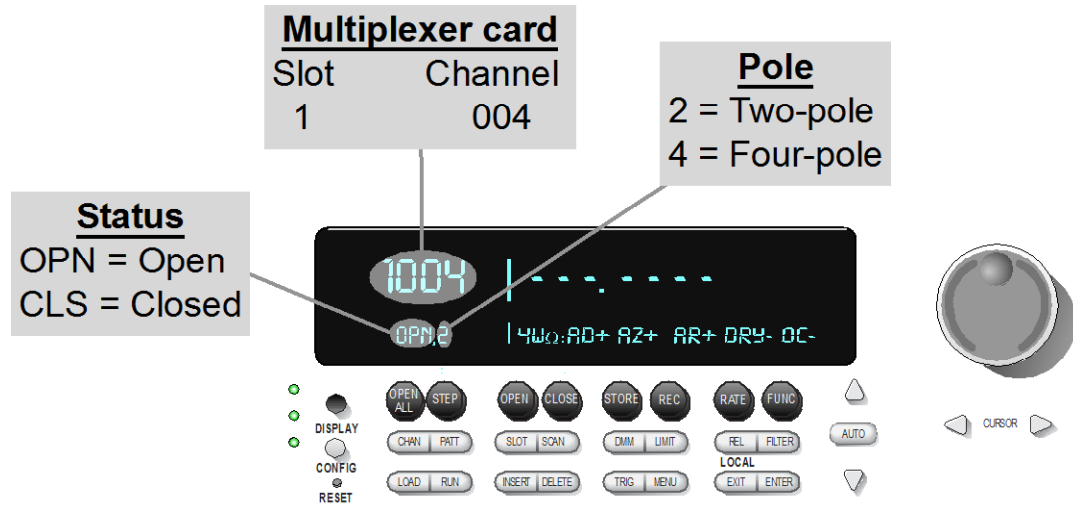 Multiplexer card
Slot Channel
1 004
Pole
2 = Two-pole
4 = Four-pole
Status
OPN = Open
CLS = Closed
1004 |---.----
OPN,2 |4WΩ:AD+ AZ+ AR+ DRY- OC-
OPEN ALL STEP OPEN CLOSE STORE REC RATE FUNC
DISPLAY
CHAN PATT SLOT SCAN DMM LIMIT REL FILTER AUTO CURSOR
CONFIG
LOCAL
LOAD RUN INSERT DELETE TRIG MENU EXIT ENTER
RESET